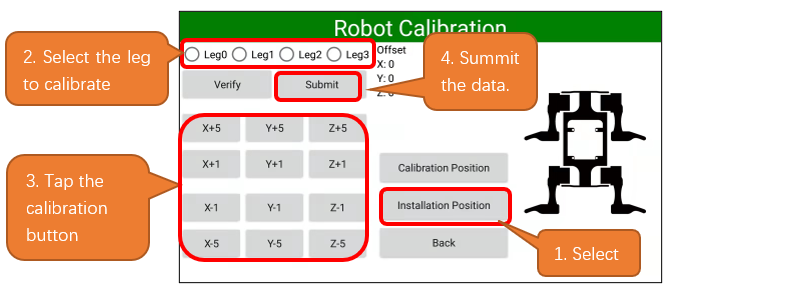 Robot Calibration
2. Select the leg
to calibrate
Leg0 Leg1 Leg2 Leg3
Offset
X: 0
Y: 0
Z: 0
4. Summit
the data.
Verify Submit
X+5 Y+5 Z+5
X+1 Y+1 Z+1
X-1 Y-1 Z-1
X-5 Y-5 Z-5
3. Tap the
calibration
button
Calibration Position
Installation Position
Back
1. Select